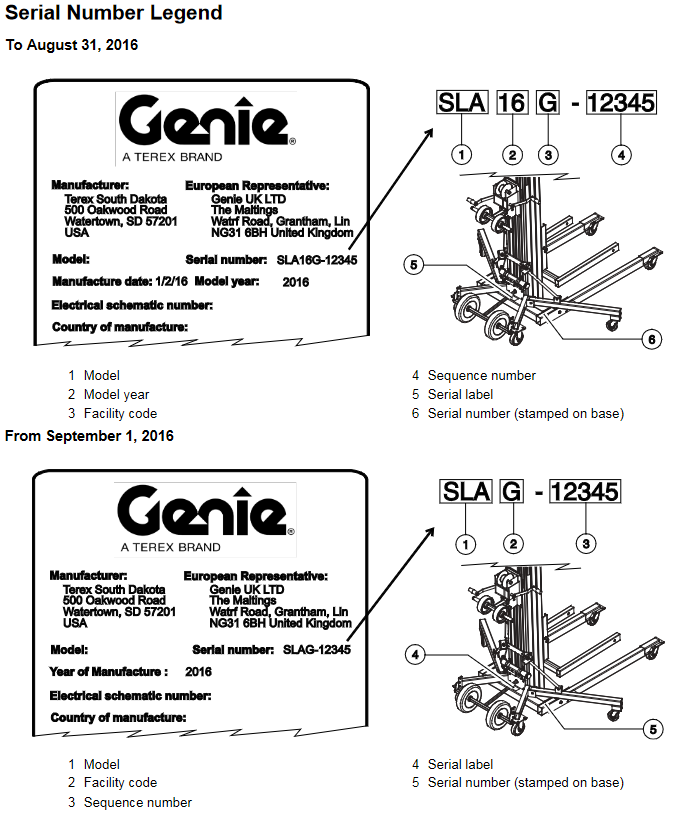 Serial Number Legend
To August 31, 2016
Genie®
A TEREX BRAND
Manufacturer:
Terex South Dakota
500 Oakwood Road
Watertown, SD 57201
USA
European Representative:
Genie UK LTD
The Maltings
Watrf Road, Grantham, Lin
NG31 6BH United Kingdom
Model: Serial number: SLA16G-12345
Manufacture date: 1/2/16 Model year: 2016
Electrical schematic number:
Country of manufacture:
SLA 16 G - 12345
1 2 3 4
5
6
1 Model
2 Model year
3 Facility code
4 Sequence number
5 Serial label
6 Serial number (stamped on base)
From September 1, 2016
Genie®
A TEREX BRAND
Manufacturer:
Terex South Dakota
500 Oakwood Road
Watertown, SD 57201
USA
European Representative:
Genie UK LTD
The Maltings
Watrf Road, Grantham, Lin
NG31 6BH United Kingdom
Model: Serial number: SLAG-12345
Year of Manufacture : 2016
Electrical schematic number:
Country of manufacture:
SLA G - 12345
1 2 3
4
5
1 Model
2 Facility code
3 Sequence number
4 Serial label
5 Serial number (stamped on base)